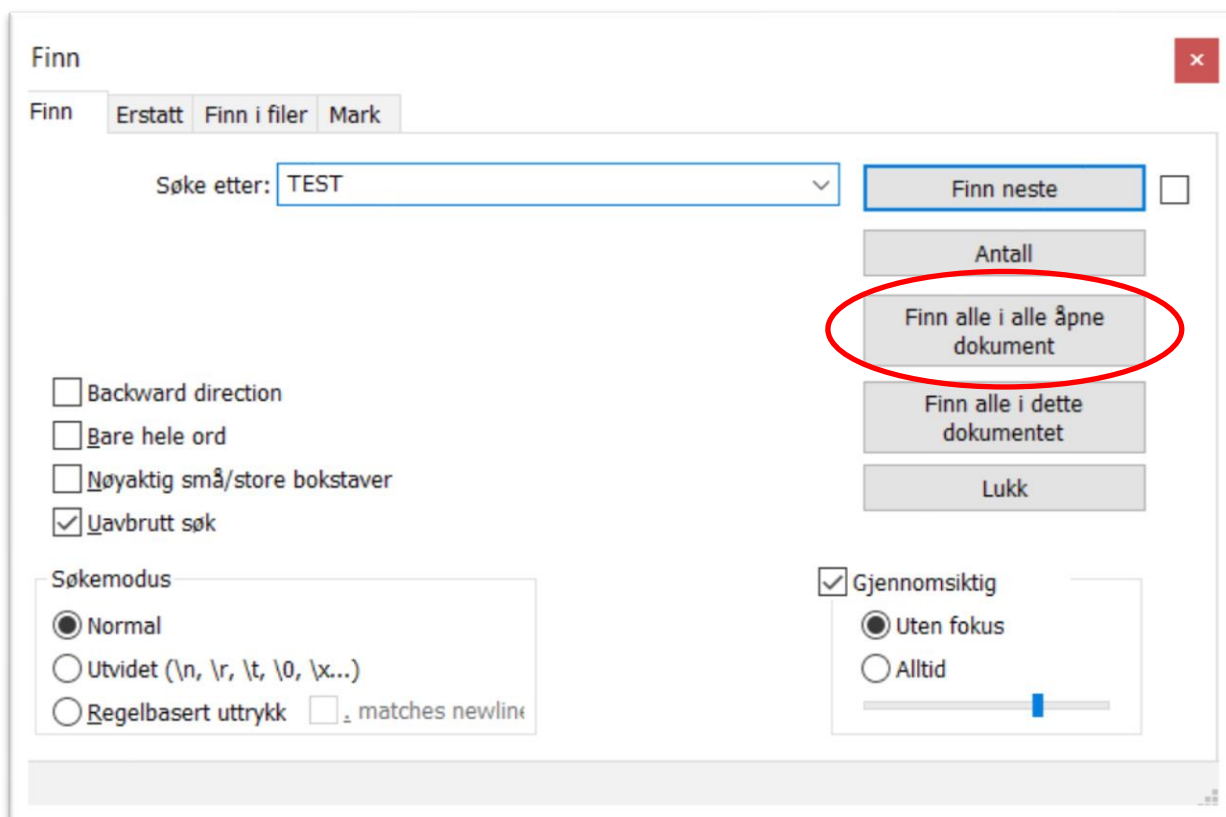 Finn
Finn Erstatt Finn i filer Mark
Søke etter: TEST
Finn neste
Antall
Finn alle i alle åpne
dokument
Finn alle i dette
dokumentet
Lukk
Backward direction
Bare hele ord
Nøyaktig små/store bokstaver
Uavbrutt søk
Søkemodus
Normal
Utvidet (\n, \r, \t, \0, \x...)
Regelbasert uttrykk . matches newline
Gjennomsiktig
Uten fokus
Alltid